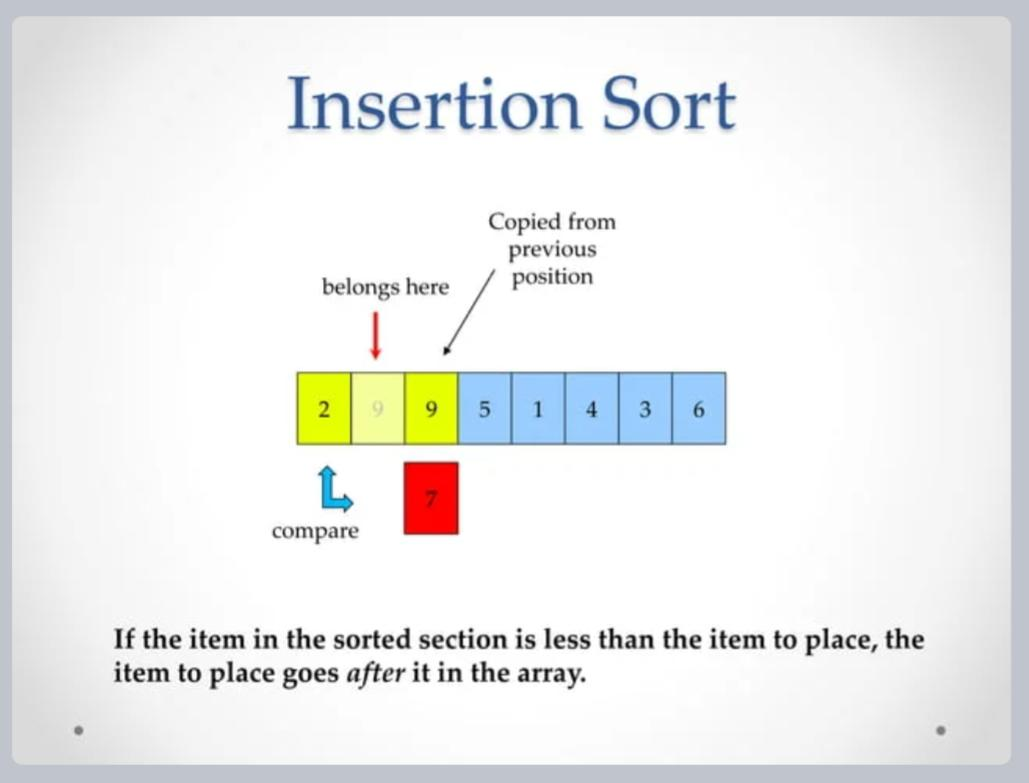 Insertion Sort
Copied from
previous
position
belongs here
2 9 9 5 1 4 3 6
7
compare
If the item in the sorted section is less than the item to place, the
item to place goes after it in the array.